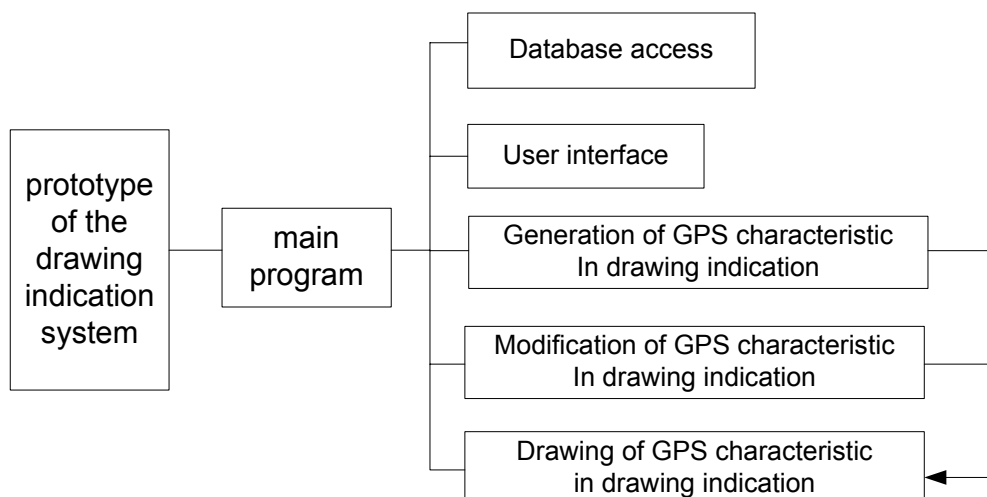 prototype
of the
drawing
indication
system
main
program
Database access
User interface
Generation of GPS characteristic
In drawing indication
Modification of GPS characteristic
In drawing indication
Drawing of GPS characteristic
in drawing indication